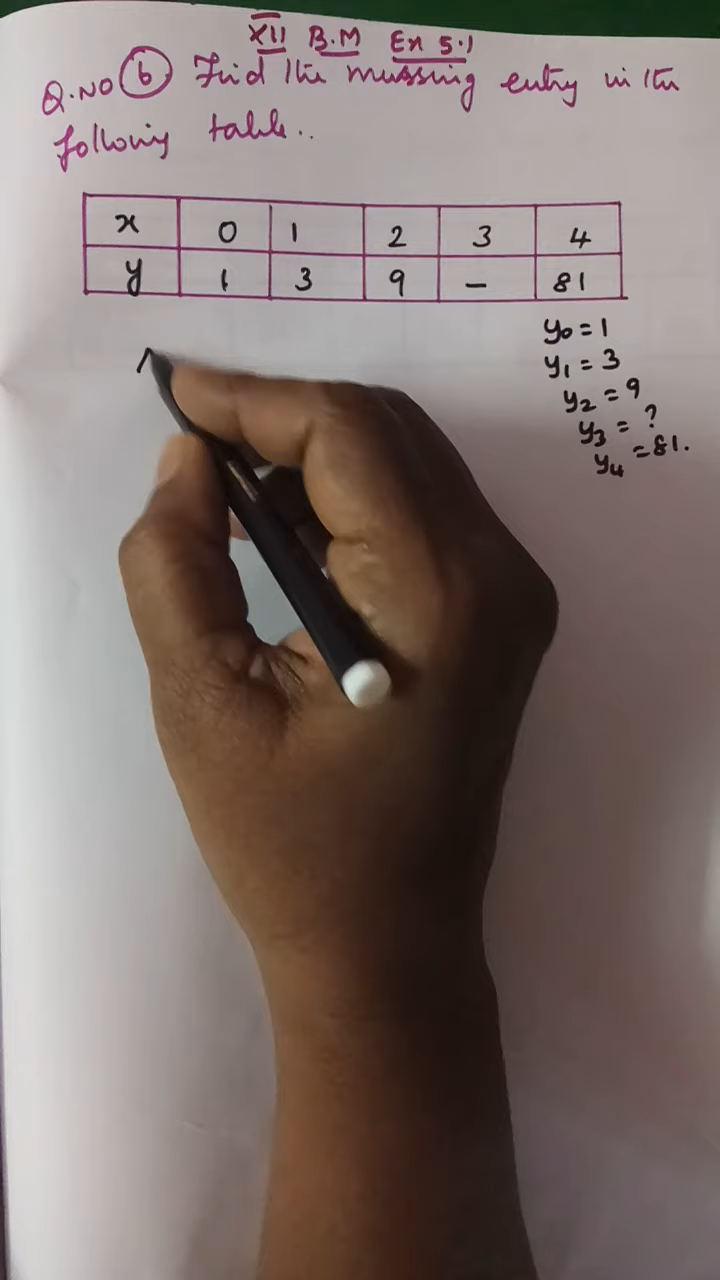 XII B.M Ex 5.1
Q.NO 6 Find the missing entry in the
following table..
x 0 1 2 3 4
y 1 3 9 – 81
y₀ = 1
y₁ = 3
y₂ = 9
y₃ = ?
y₄ = 81.